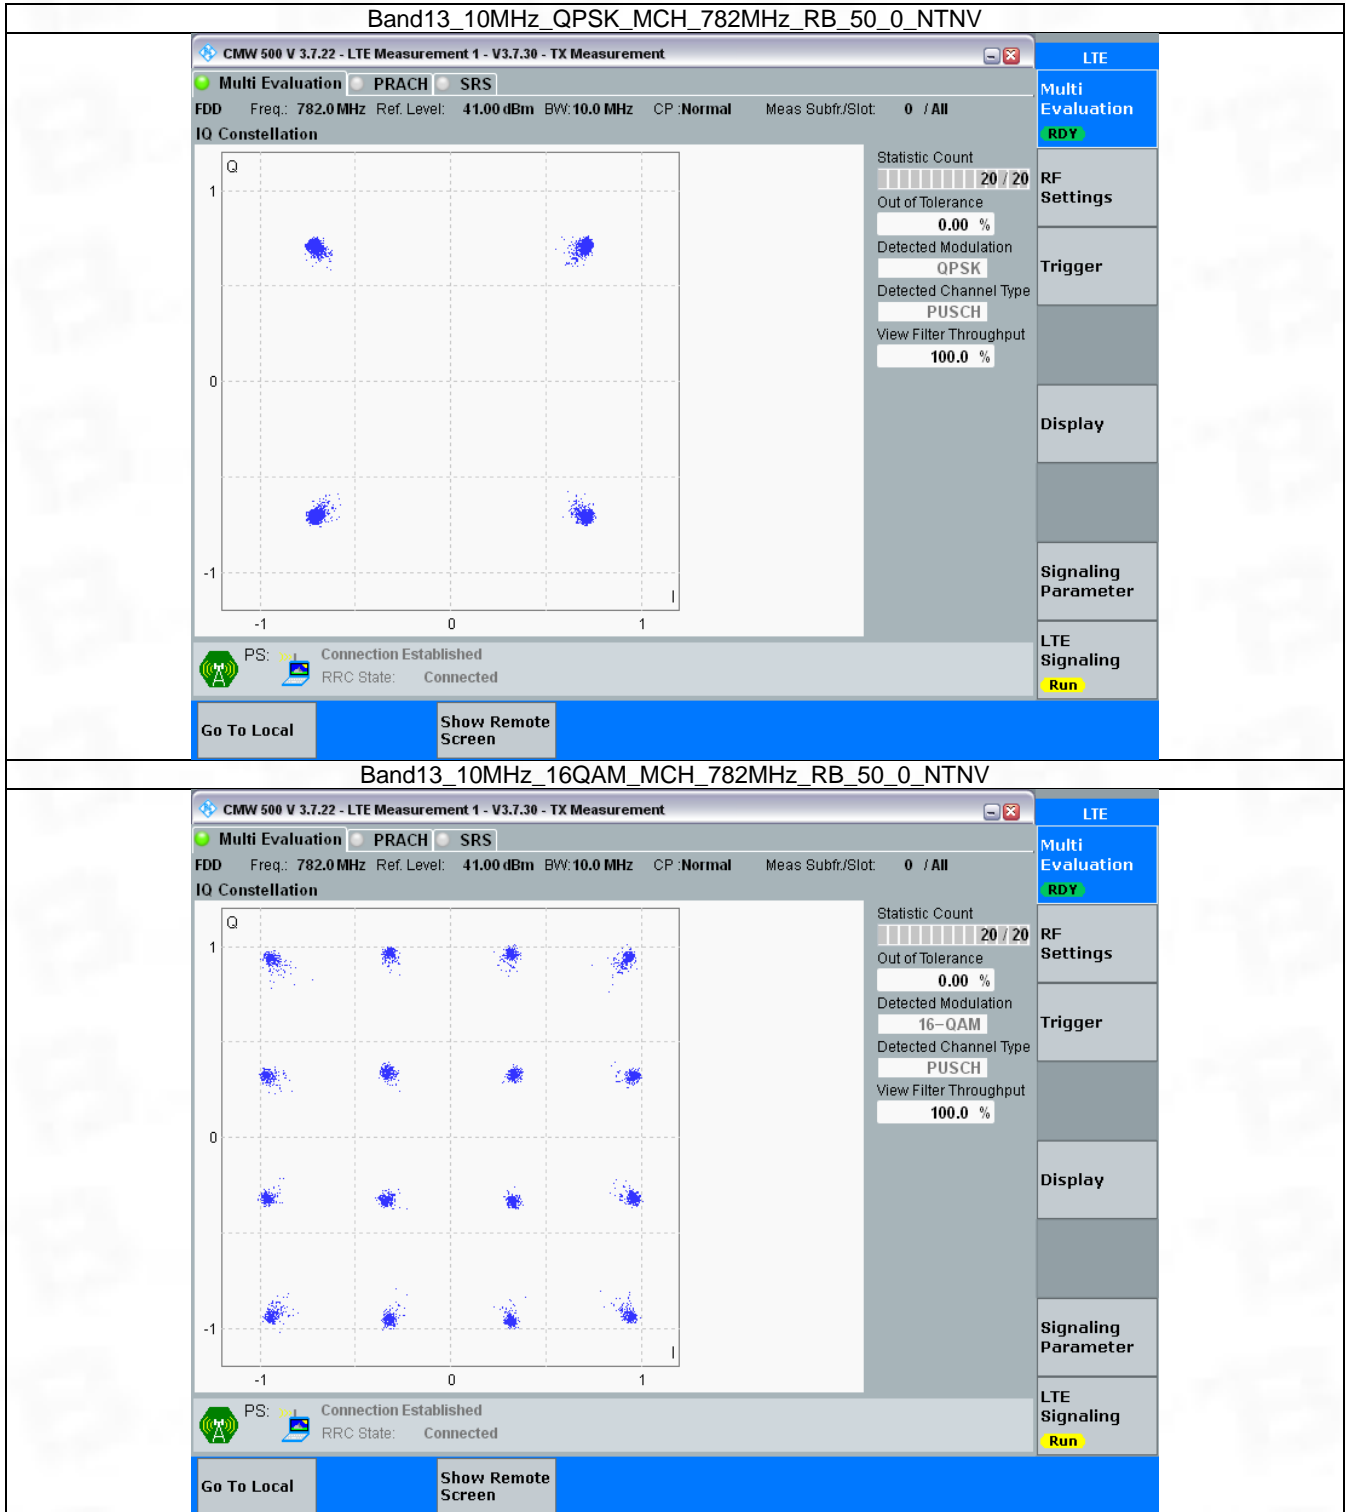 Band13_10MHz_QPSK_MCH_782MHz_RB_50_0_NTNV
CMW 500 V 3.7.22 - LTE Measurement 1 - V3.7.30 - TX Measurement
LTE
Multi Evaluation PRACH SRS
Multi
Evaluation
RDY
FDD Freq.: 782.0 MHz Ref. Level: 41.00 dBm BW: 10.0 MHz CP : Normal Meas Subfr./Slot: 0 / All
IQ Constellation
Q
1
0
-1
I
-1 0 1
Statistic Count
20 / 20
Out of Tolerance
0.00 %
Detected Modulation
QPSK
Detected Channel Type
PUSCH
View Filter Throughput
100.0 %
RF
Settings
Trigger
Display
Signaling
Parameter
LTE
Signaling
Run
PS: Connection Established
RRC State: Connected
Go To Local
Show Remote
Screen
Band13_10MHz_16QAM_MCH_782MHz_RB_50_0_NTNV
CMW 500 V 3.7.22 - LTE Measurement 1 - V3.7.30 - TX Measurement
LTE
Multi Evaluation PRACH SRS
Multi
Evaluation
RDY
FDD Freq.: 782.0 MHz Ref. Level: 41.00 dBm BW: 10.0 MHz CP : Normal Meas Subfr./Slot: 0 / All
IQ Constellation
Q
1
0
-1
I
-1 0 1
Statistic Count
20 / 20
Out of Tolerance
0.00 %
Detected Modulation
16-QAM
Detected Channel Type
PUSCH
View Filter Throughput
100.0 %
RF
Settings
Trigger
Display
Signaling
Parameter
LTE
Signaling
Run
PS: Connection Established
RRC State: Connected
Go To Local
Show Remote
Screen